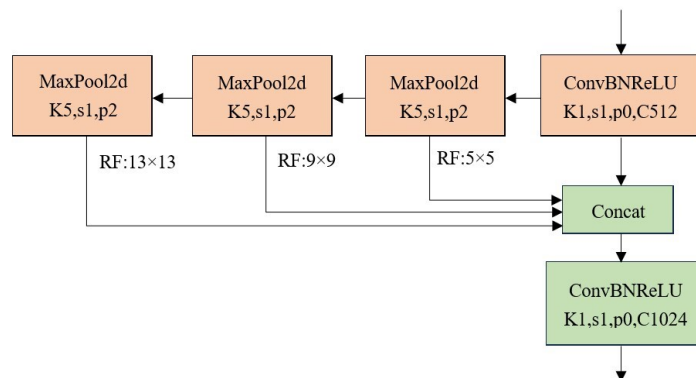 MaxPool2d
K5,s1,p2
MaxPool2d
K5,s1,p2
MaxPool2d
K5,s1,p2
ConvBNReLU
K1,s1,p0,C512
RF:13×13
RF:9×9
RF:5×5
Concat
ConvBNReLU
K1,s1,p0,C1024